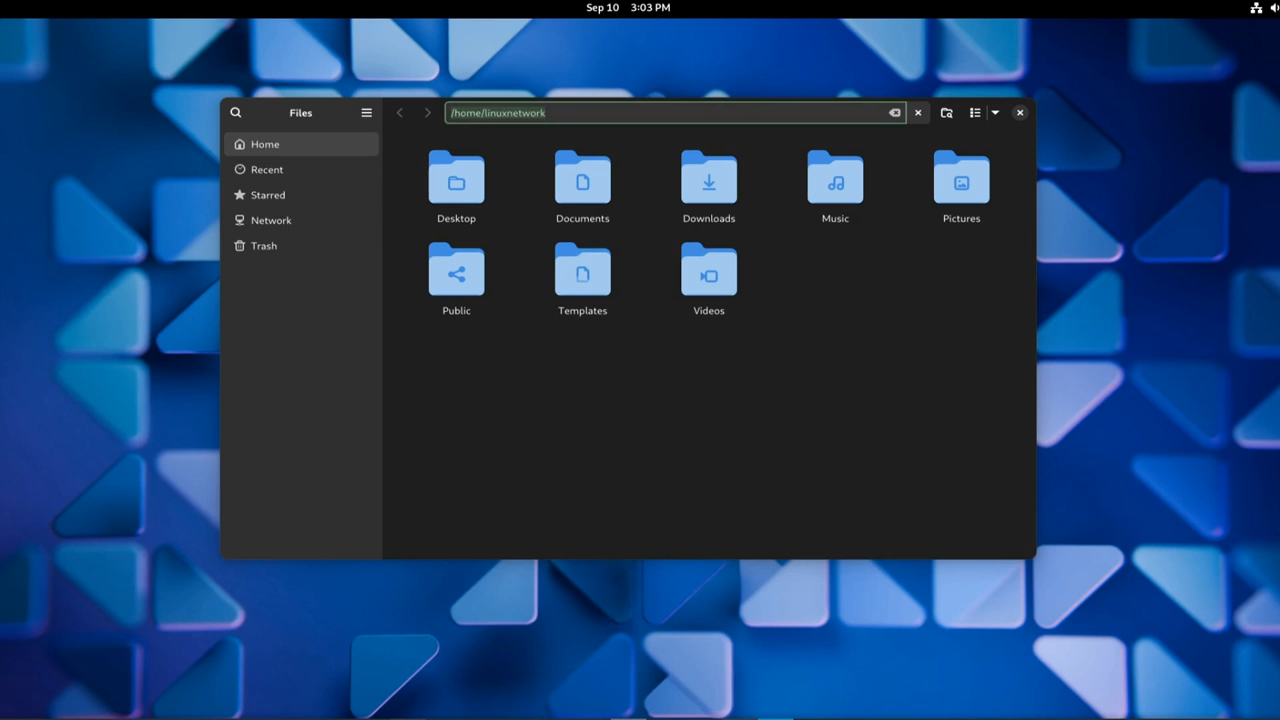 Sep 10 3:03 PM
Files
/home/linuxnetwork
Home
Recent
Starred
Network
Trash
Desktop
Documents
Downloads
Music
Pictures
Public
Templates
Videos